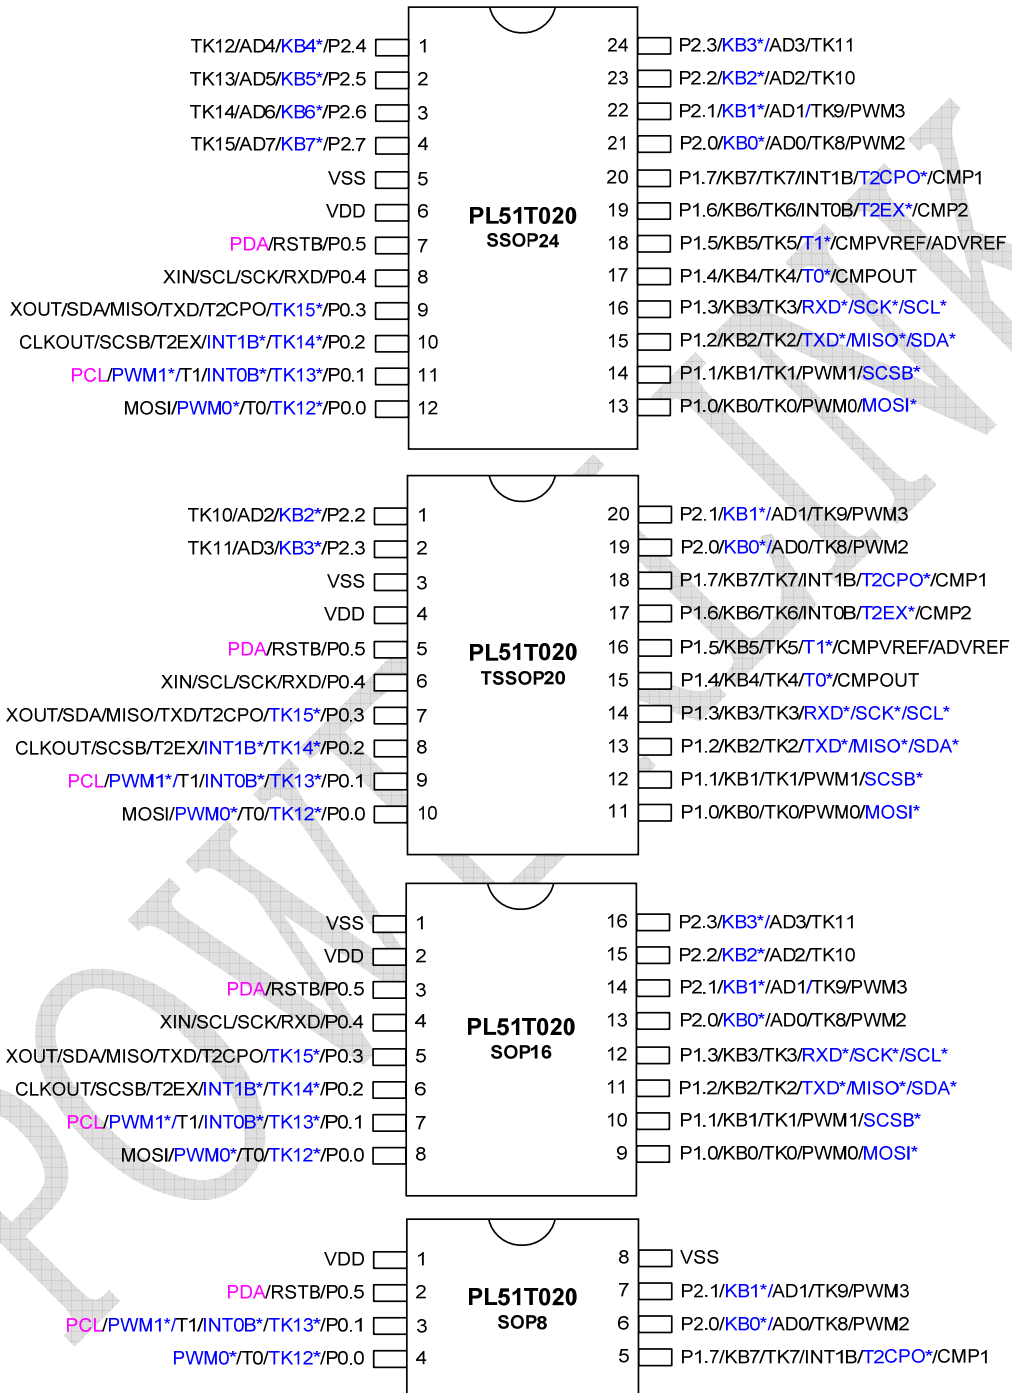 TK12/AD4/KB4*/P2.4 1 24 P2.3/KB3*/AD3/TK11
TK13/AD5/KB5*/P2.5 2 23 P2.2/KB2*/AD2/TK10
TK14/AD6/KB6*/P2.6 3 22 P2.1/KB1*/AD1/TK9/PWM3
TK15/AD7/KB7*/P2.7 4 21 P2.0/KB0*/AD0/TK8/PWM2
VSS 5 20 P1.7/KB7/TK7/INT1B/T2CPO*/CMP1
VDD 6 19 P1.6/KB6/TK6/INT0B/T2EX*/CMP2
PL51T020
SSOP24
PDA/RSTB/P0.5 7 18 P1.5/KB5/TK5/T1*/CMPVREF/ADVREF
XIN/SCL/SCK/RXD/P0.4 8 17 P1.4/KB4/TK4/T0*/CMPOUT
XOUT/SDA/MISO/TXD/T2CPO/TK15*/P0.3 9 16 P1.3/KB3/TK3/RXD*/SCK*/SCL*
CLKOUT/SCSB/T2EX/INT1B*/TK14*/P0.2 10 15 P1.2/KB2/TK2/TXD*/MISO*/SDA*
PCL/PWM1*/T1/INT0B*/TK13*/P0.1 11 14 P1.1/KB1/TK1/PWM1/SCSB*
MOSI/PWM0*/T0/TK12*/P0.0 12 13 P1.0/KB0/TK0/PWM0/MOSI*
TK10/AD2/KB2*/P2.2 1 20 P2.1/KB1*/AD1/TK9/PWM3
TK11/AD3/KB3*/P2.3 2 19 P2.0/KB0*/AD0/TK8/PWM2
VSS 3 18 P1.7/KB7/TK7/INT1B/T2CPO*/CMP1
VDD 4 17 P1.6/KB6/TK6/INT0B/T2EX*/CMP2
PL51T020
TSSOP20
PDA/RSTB/P0.5 5 16 P1.5/KB5/TK5/T1*/CMPVREF/ADVREF
XIN/SCL/SCK/RXD/P0.4 6 15 P1.4/KB4/TK4/T0*/CMPOUT
XOUT/SDA/MISO/TXD/T2CPO/TK15*/P0.3 7 14 P1.3/KB3/TK3/RXD*/SCK*/SCL*
CLKOUT/SCSB/T2EX/INT1B*/TK14*/P0.2 8 13 P1.2/KB2/TK2/TXD*/MISO*/SDA*
PCL/PWM1*/T1/INT0B*/TK13*/P0.1 9 12 P1.1/KB1/TK1/PWM1/SCSB*
MOSI/PWM0*/T0/TK12*/P0.0 10 11 P1.0/KB0/TK0/PWM0/MOSI*
VSS 1 16 P2.3/KB3*/AD3/TK11
VDD 2 15 P2.2/KB2*/AD2/TK10
PDA/RSTB/P0.5 3 14 P2.1/KB1*/AD1/TK9/PWM3
XIN/SCL/SCK/RXD/P0.4 4 13 P2.0/KB0*/AD0/TK8/PWM2
PL51T020
SOP16
XOUT/SDA/MISO/TXD/T2CPO/TK15*/P0.3 5 12 P1.3/KB3/TK3/RXD*/SCK*/SCL*
CLKOUT/SCSB/T2EX/INT1B*/TK14*/P0.2 6 11 P1.2/KB2/TK2/TXD*/MISO*/SDA*
PCL/PWM1*/T1/INT0B*/TK13*/P0.1 7 10 P1.1/KB1/TK1/PWM1/SCSB*
MOSI/PWM0*/T0/TK12*/P0.0 8 9 P1.0/KB0/TK0/PWM0/MOSI*
VDD 1 8 VSS
PDA/RSTB/P0.5 2 7 P2.1/KB1*/AD1/TK9/PWM3
PL51T020
SOP8
PCL/PWM1*/T1/INT0B*/TK13*/P0.1 3 6 P2.0/KB0*/AD0/TK8/PWM2
PWM0*/T0/TK12*/P0.0 4 5 P1.7/KB7/TK7/INT1B/T2CPO*/CMP1